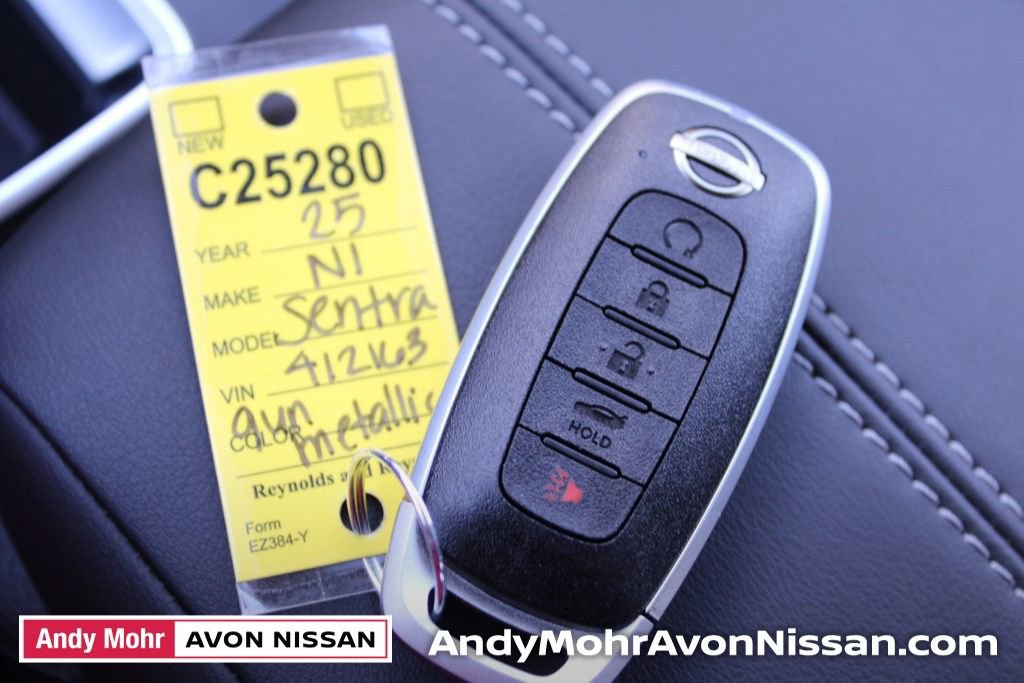 NEW
USED
C25280
25
YEAR
NI
MAKE
Sentra
MODEL
412163
VIN
gun
COLOR
metallic
Reynolds and
Form
EZ384-Y
HOLD
Andy Mohr AVON NISSAN
AndyMohrAvonNissan.com